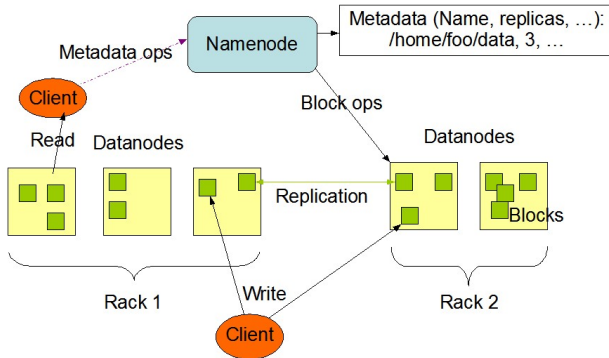 Metadata (Name, replicas, …):
/home/foo/data, 3, …
Namenode
Metadata ops
Client
Block ops
Read
Datanodes
Datanodes
Replication
Blocks
Rack 1
Write
Rack 2
Client